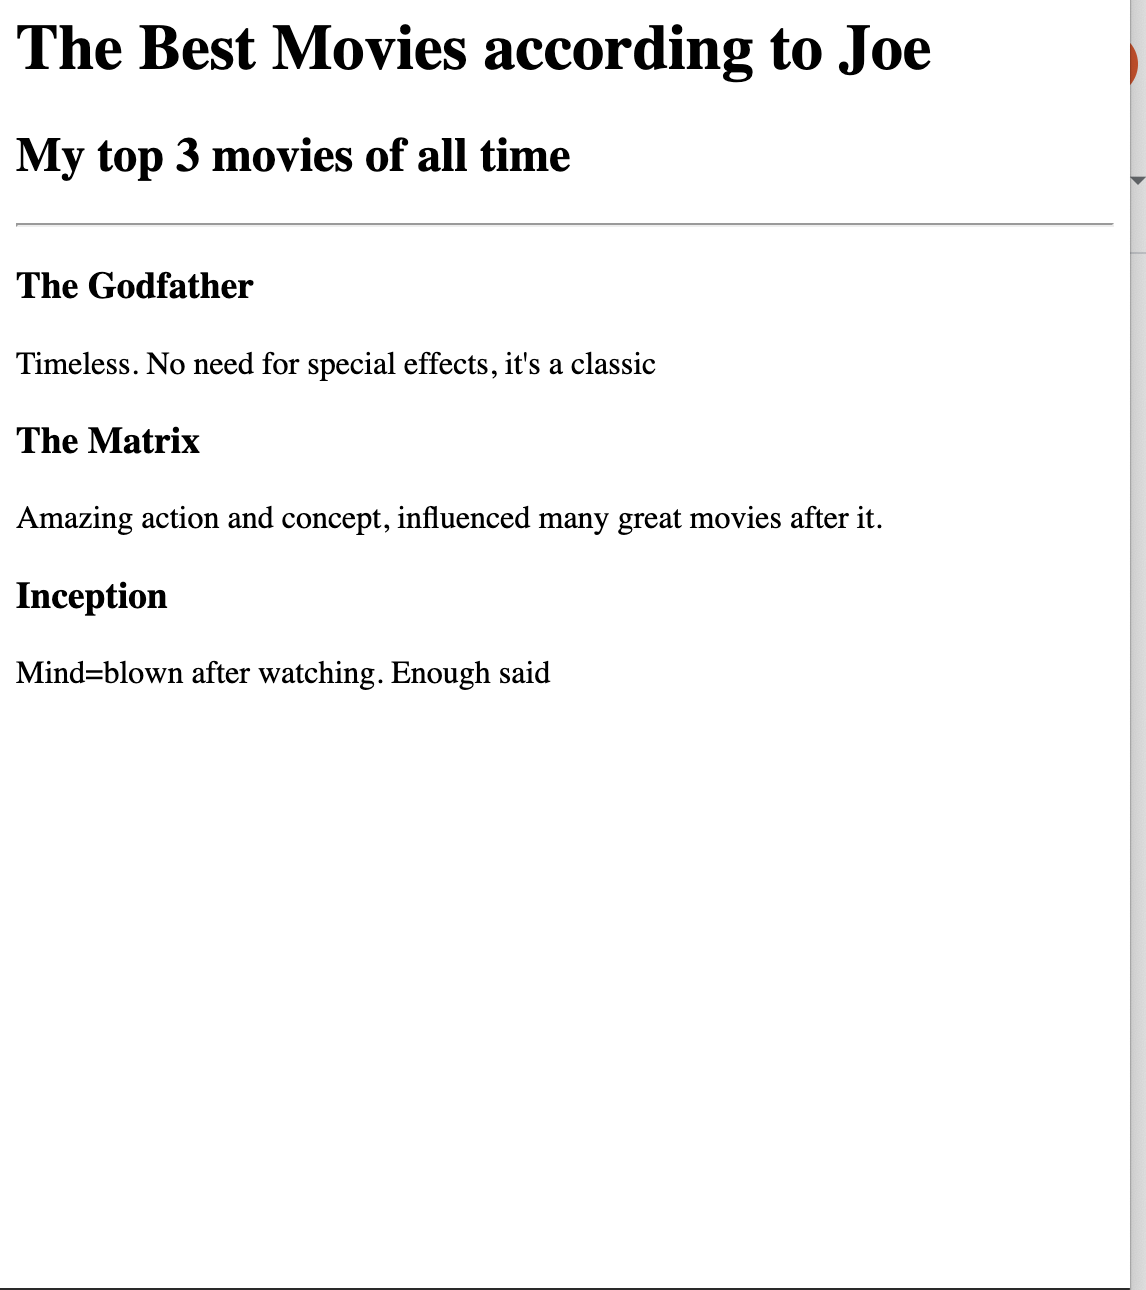 The Best Movies according to Joe
My top 3 movies of all time
The Godfather
Timeless. No need for special effects, it's a classic
The Matrix
Amazing action and concept, influenced many great movies after it.
Inception
Mind=blown after watching. Enough said